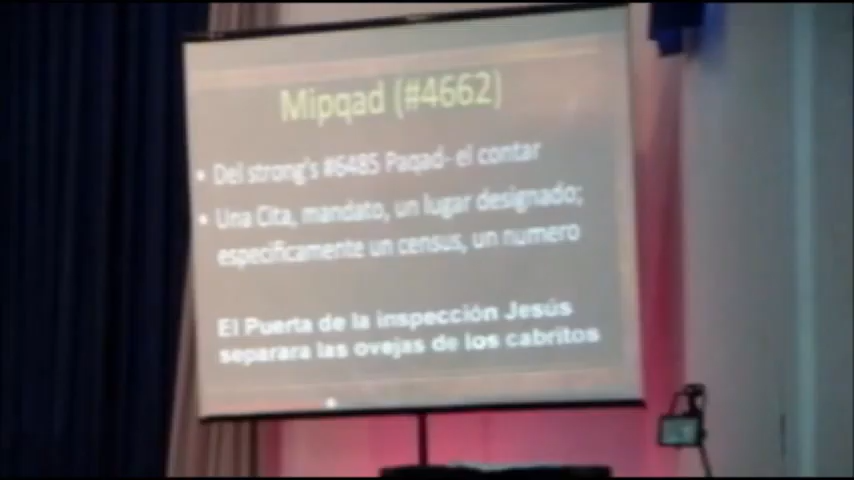 Mipqad (#4662)
• Del strong's #6485 Paqad- el contar
• Una Cita, mandato, un lugar designado;
especificamente un census, un numero
El Puerta de la inspección Jesús
separara las ovejas de los cabritos